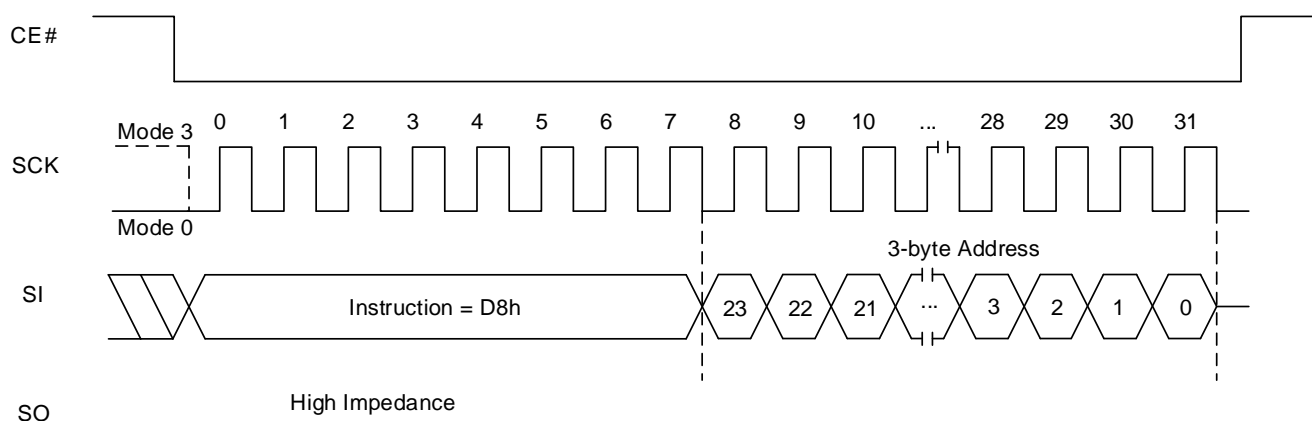 CE#
Mode 3
0 1 2 3 4 5 6 7 8 9 10 ... 28 29 30 31
SCK
Mode 0
3-byte Address
SI
Instruction = D8h
23 22 21 ... 3 2 1 0
High Impedance
SO